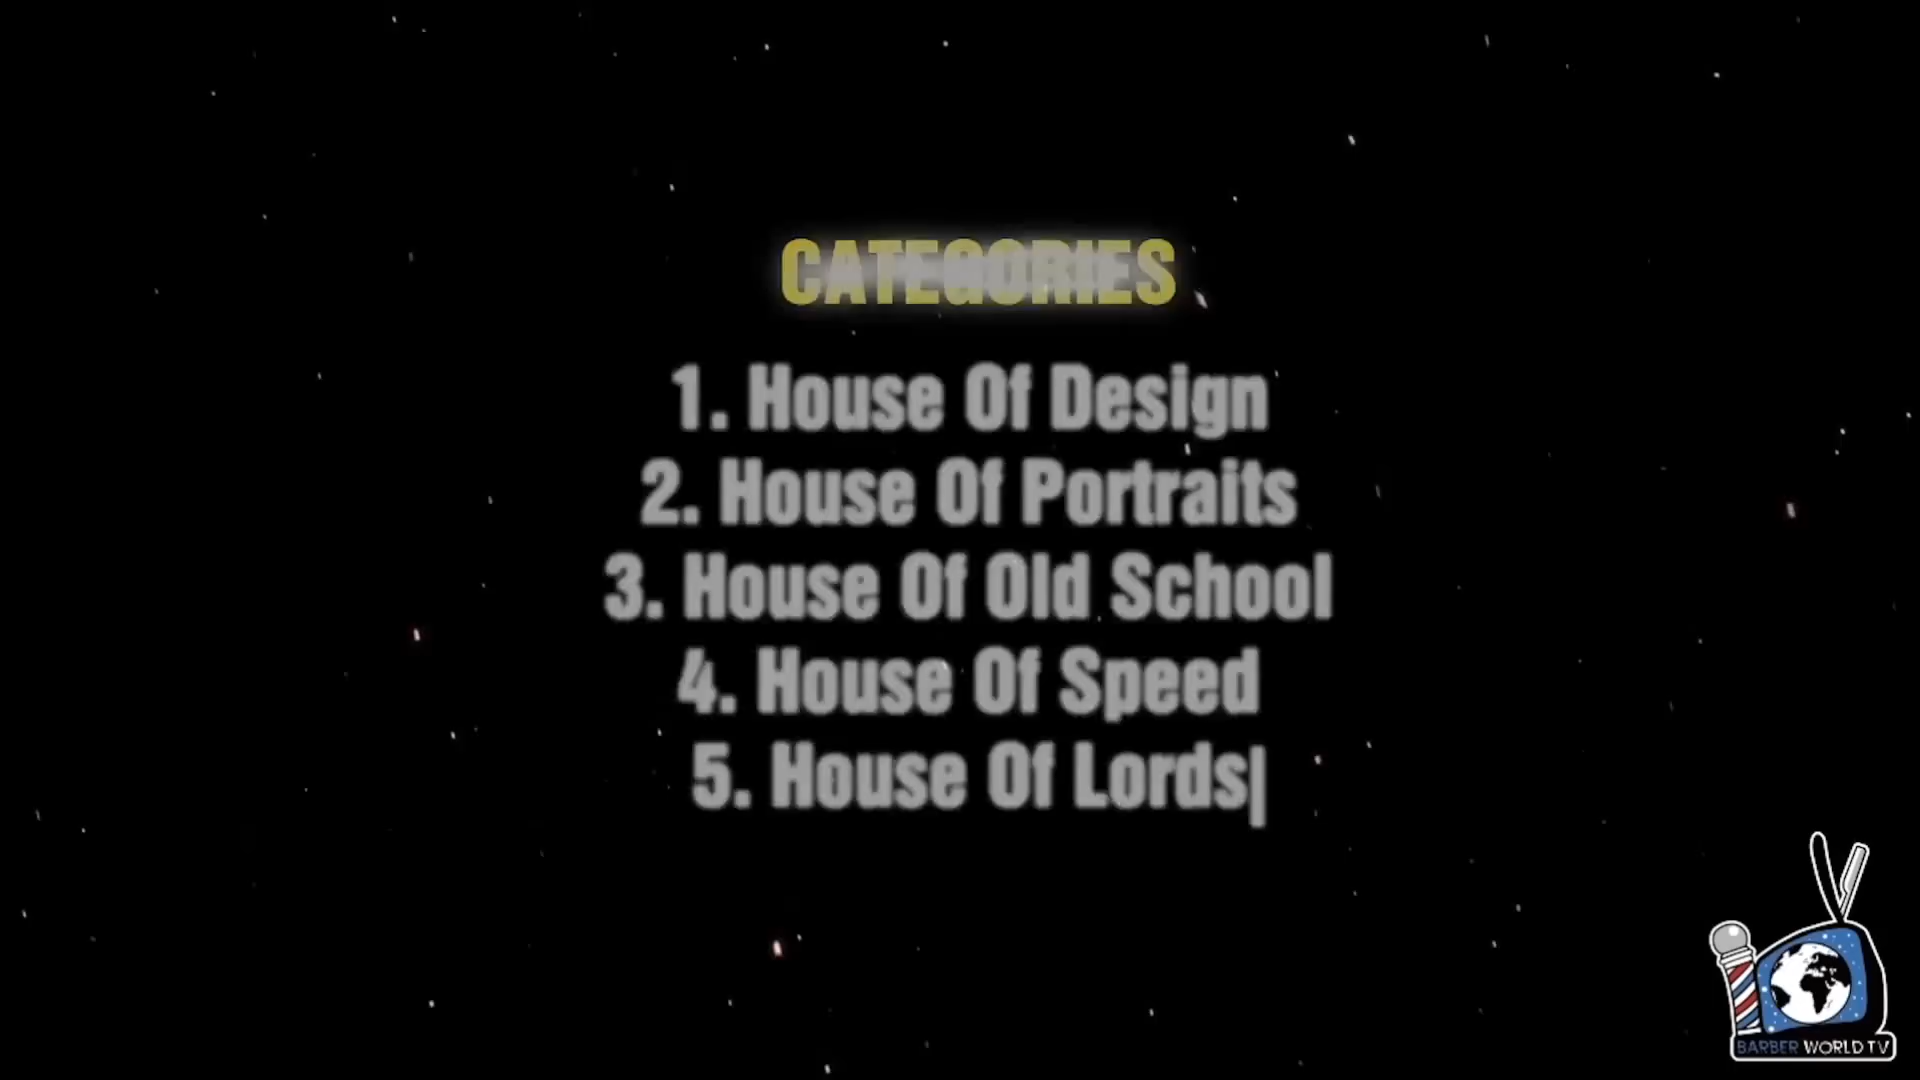 CATEGORIES
1. House Of Design
2. House Of Portraits
3. House Of Old School
4. House Of Speed
5. House Of Lords
BARBER WORLD TV